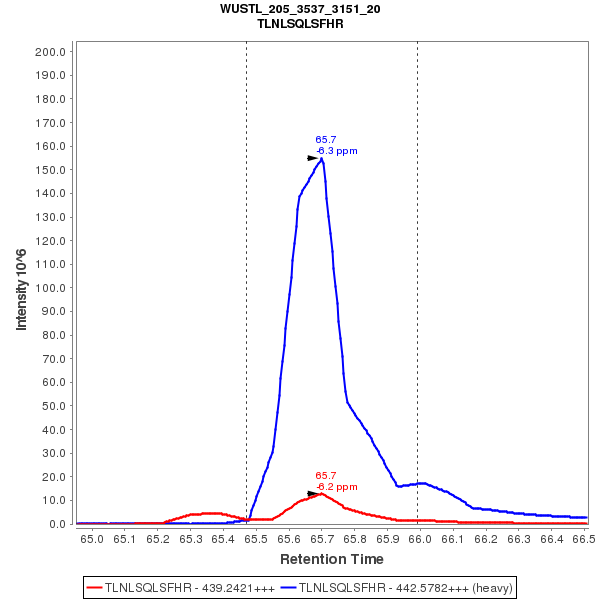 WUSTL_205_3537_3151_20
TLNLSQLSFHR
Intensity 10^6
200.0
190.0
180.0
170.0
160.0
150.0
140.0
130.0
120.0
110.0
100.0
90.0
80.0
70.0
60.0
50.0
40.0
30.0
20.0
10.0
0.0
65.7
-6.3 ppm
65.7
-6.2 ppm
65.0 65.1 65.2 65.3 65.4 65.5 65.6 65.7 65.8 65.9 66.0 66.1 66.2 66.3 66.4 66.5
Retention Time
TLNLSQLSFHR - 439.2421+++ TLNLSQLSFHR - 442.5782+++ (heavy)